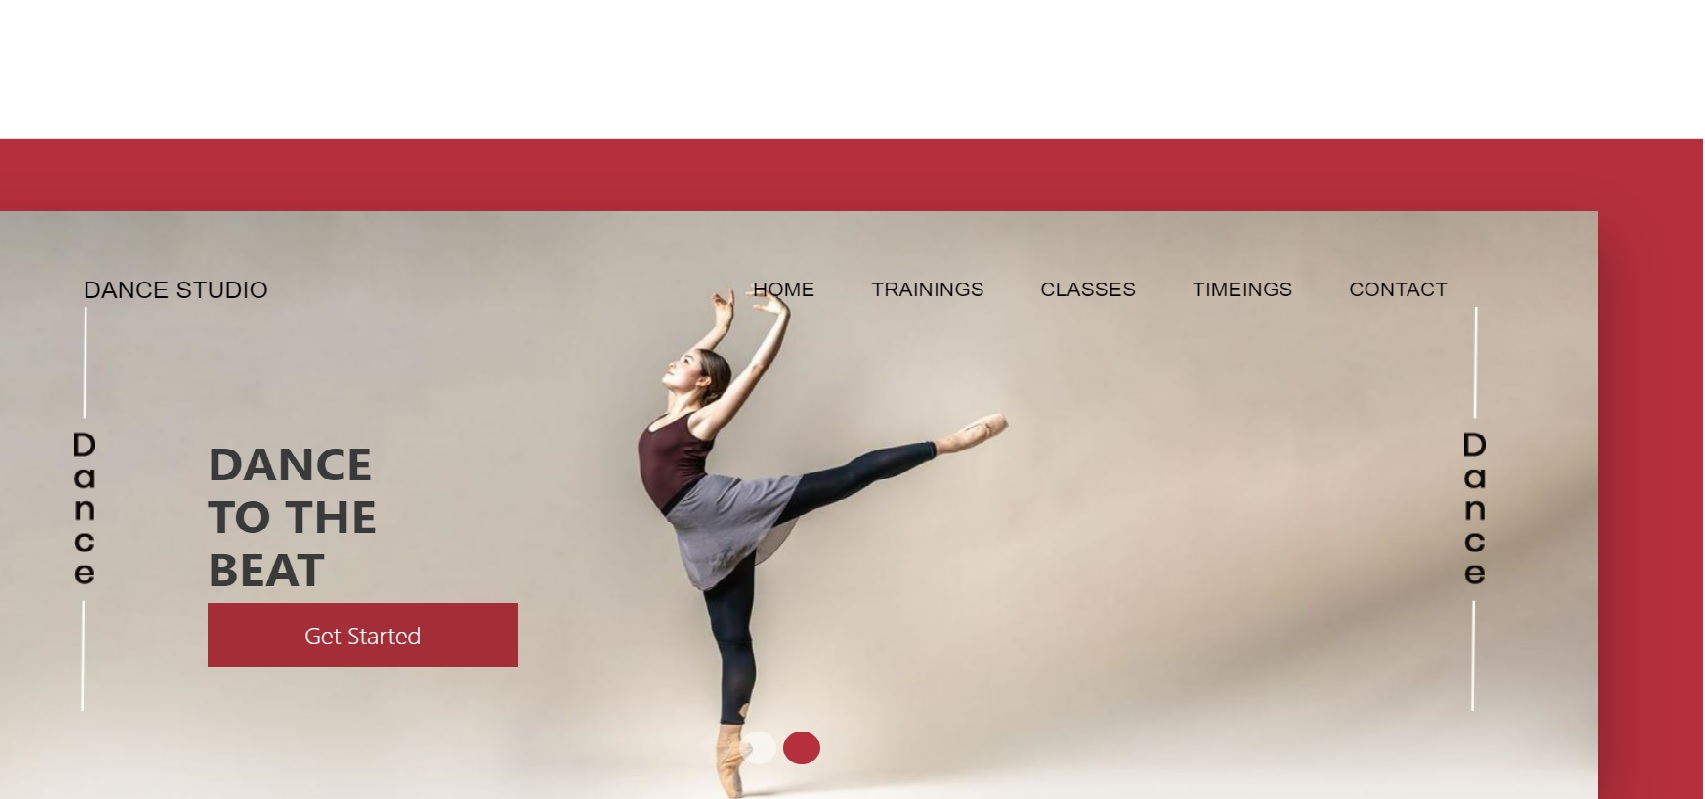 DANCE STUDIO
HOME TRAININGS CLASSES TIMEINGS CONTACT
Dance
DANCE
TO THE
BEAT
Get Started
Dance